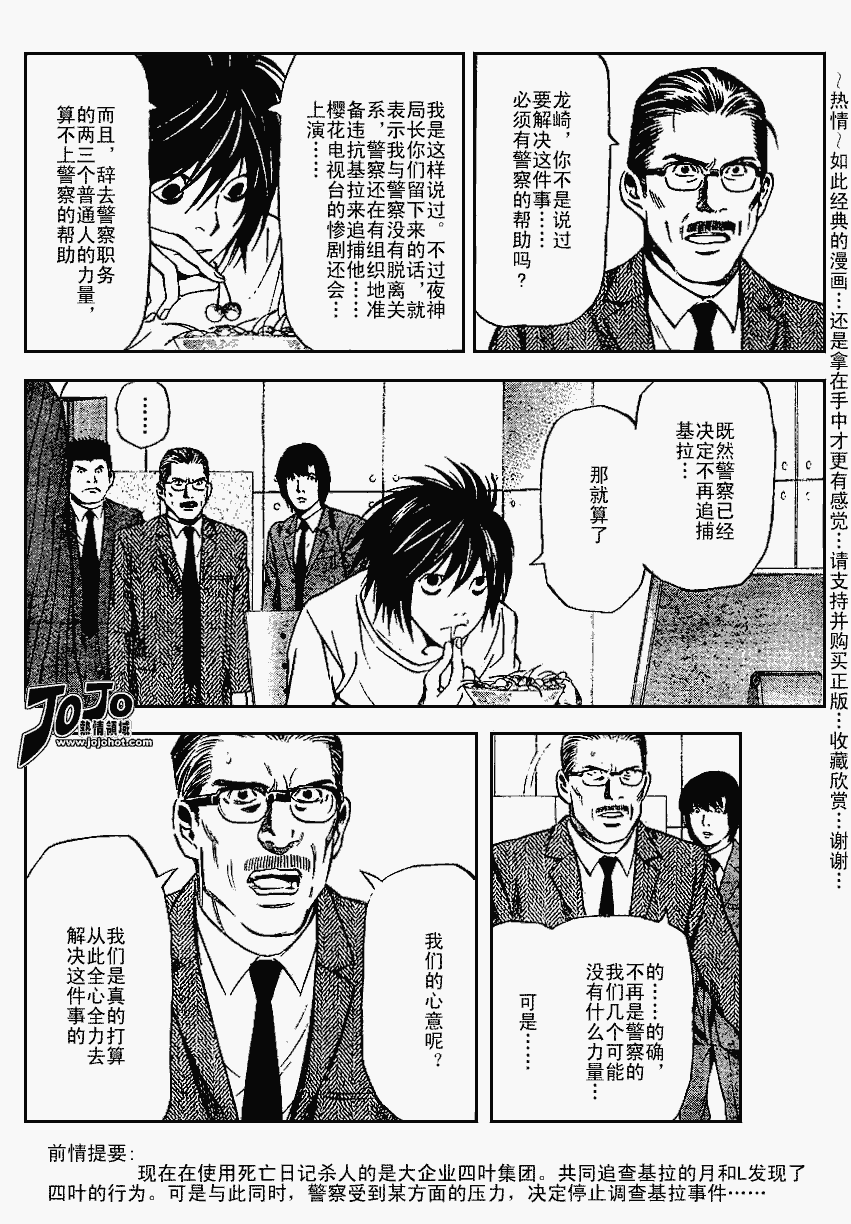 龙崎，你不是说过
要解决这件事……
必须有警察的帮助吗？
我是这样说过。不过夜神
局长你们留下来的话，就
表示我与警察没有脱离关
系，警察还在有组织地准
备违抗基拉来追捕他……
樱花电视台的惨剧还会…
上演……
而且，辞去警察职务
的两三个普通人的力量，
算不上警察的帮助
既然警察已经
决定不再追捕
基拉…
那就算了
……
的……的确，
不再是警察的
我们几个可能
没有什么力量…
可是……
我们的心意呢？
我们是真的打算
从此全心全力去
解决这件事的
～热情～如此经典的漫画…还是拿在手中才更有感觉…请支持并购买正版…收藏欣赏…谢谢…
JOJO
熱情領域
www.jojohot.com
前情提要：
现在在使用死亡日记杀人的是大企业四叶集团。共同追查基拉的月和L发现了
四叶的行为。可是与此同时，警察受到某方面的压力，决定停止调查基拉事件……